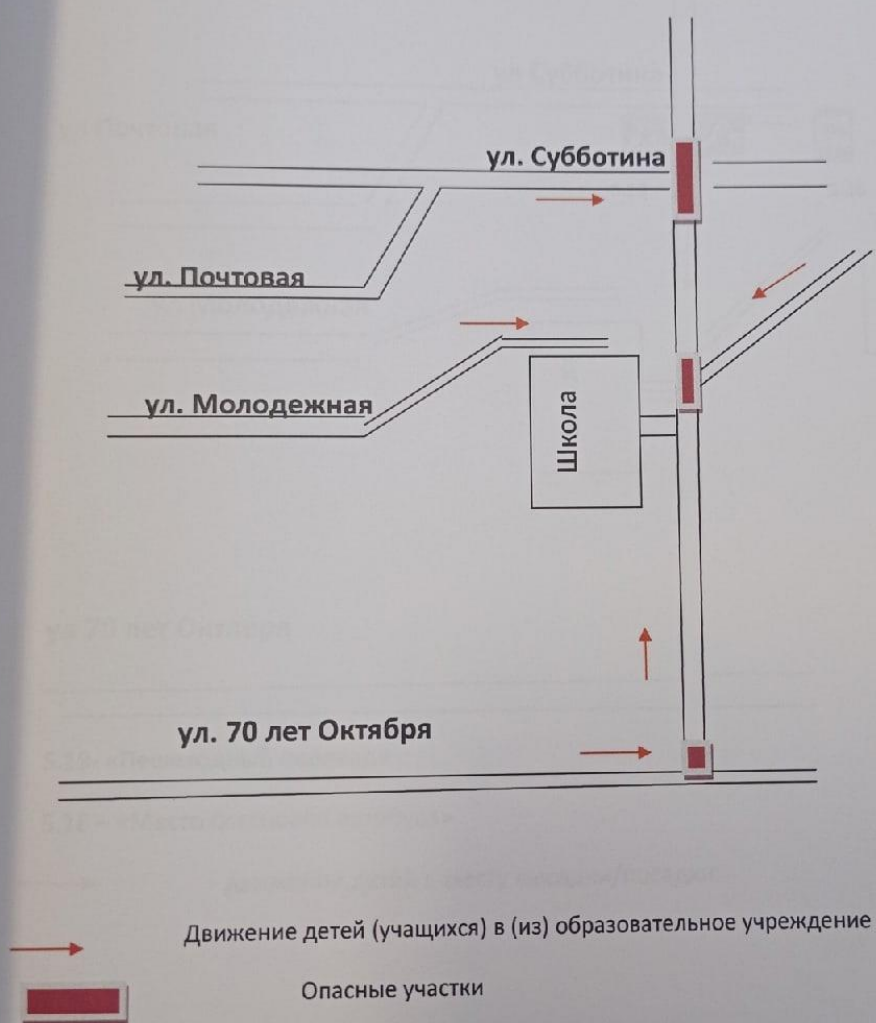 ул. Субботина
ул. Почтовая
ул. Молодежная
Школа
ул. 70 лет Октября
Движение детей (учащихся) в (из) образовательное учреждение
Опасные участки